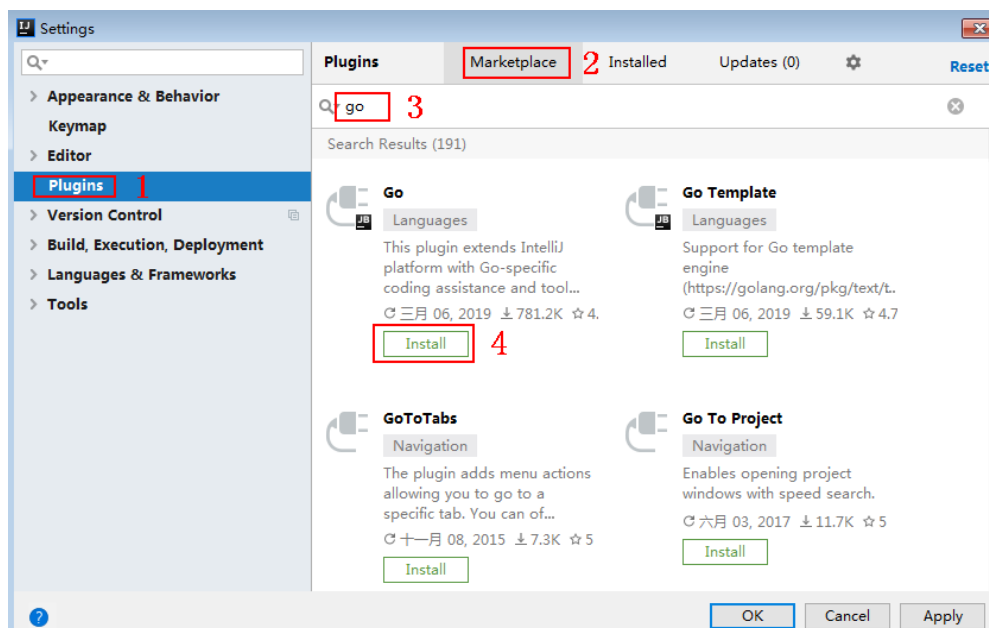 Settings
Plugins Marketplace 2 Installed Updates (0) Reset
Appearance & Behavior
Keymap
Editor
Plugins 1
Version Control
Build, Execution, Deployment
Languages & Frameworks
Tools
go 3
Search Results (191)
Go
Languages
This plugin extends IntelliJ
platform with Go-specific
coding assistance and tool...
三月 06, 2019 781.2K 4.
Install 4
Go Template
Languages
Support for Go template
engine
(https://golang.org/pkg/text/t..
三月 06, 2019 59.1K 4.7
Install
GoToTabs
Navigation
The plugin adds menu actions
allowing you to go to a
specific tab. You can of...
十一月 08, 2015 7.3K 5
Install
Go To Project
Navigation
Enables opening project
windows with speed search.
六月 03, 2017 11.7K 5
Install
? OK Cancel Apply